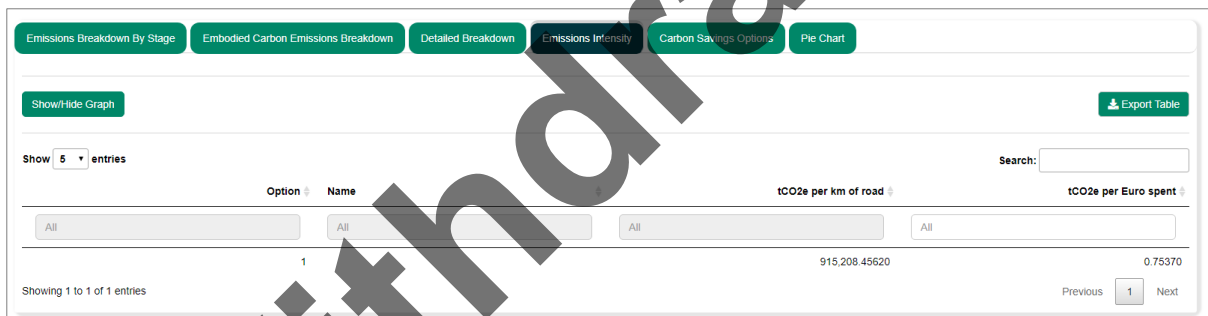 Emissions Breakdown By Stage Embodied Carbon Emissions Breakdown Detailed Breakdown Emissions Intensity Carbon Savings Options Pie Chart
Show/Hide Graph Export Table
Show 5 entries Search:
Option Name tCO2e per km of road tCO2e per Euro spent
All All All All
1 915,208.45620 0.75370
Showing 1 to 1 of 1 entries Previous 1 Next